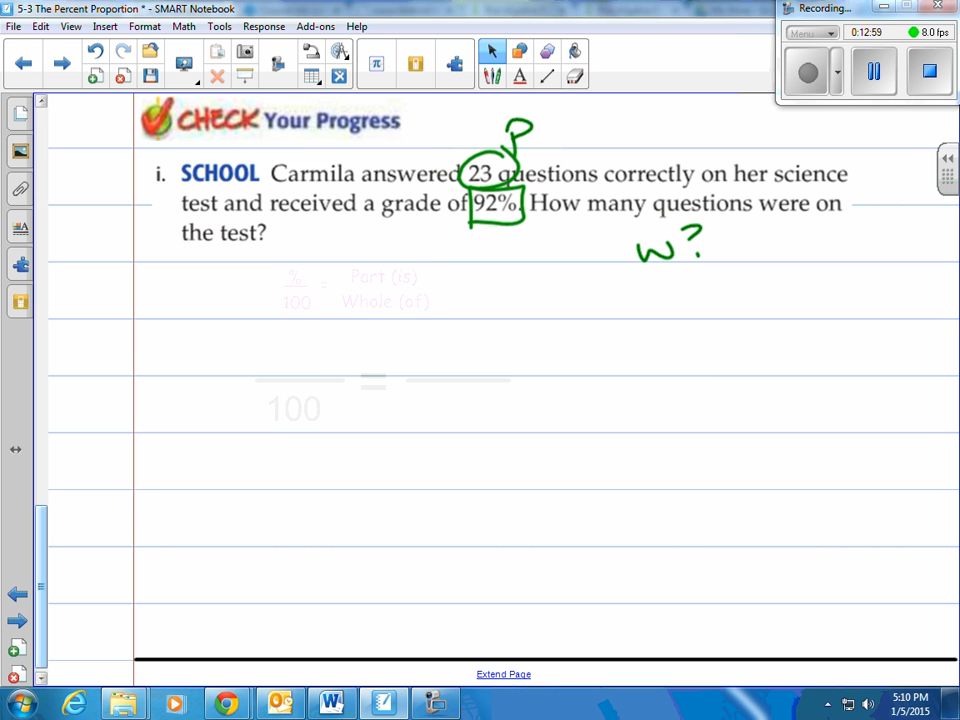 5-3 The Percent Proportion * - SMART Notebook
Recording...
File Edit View Insert Format Math Tools Add-ons Response Help
Menu
0:12:59
8.0 fps
π
A
CHECK Your Progress
P
i. SCHOOL Carmila answered 23 questions correctly on her science
test and received a grade of 92%. How many questions were on
the test?
W?
% Part (is)
=
100 Whole (of)
=
100
Extend Page
5:10 PM
1/5/2015